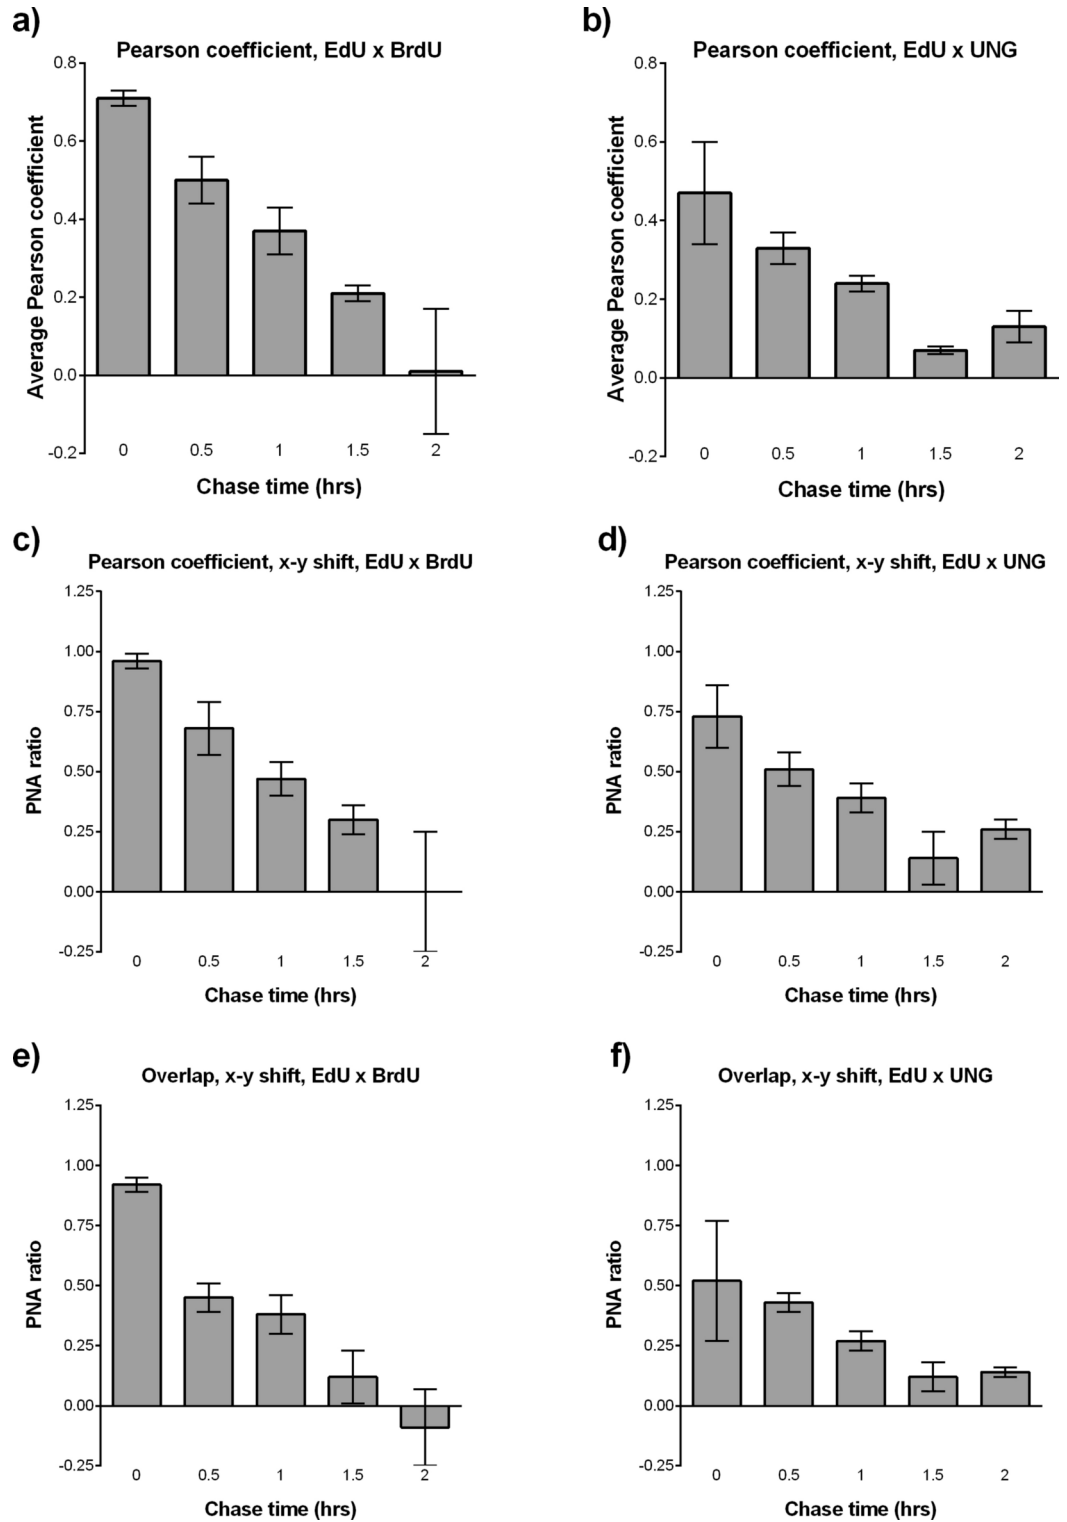 a)
Pearson coefficient, EdU x BrdU
Average Pearson coefficient
0.8
0.6
0.4
0.2
0.0
-0.2
0 0.5 1 1.5 2
Chase time (hrs)
b)
Pearson coefficient, EdU x UNG
Average Pearson coefficient
0.8
0.6
0.4
0.2
0.0
-0.2
0 0.5 1 1.5 2
Chase time (hrs)
c)
Pearson coefficient, x-y shift, EdU x BrdU
PNA ratio
1.25
1.00
0.75
0.50
0.25
0.00
-0.25
0 0.5 1 1.5 2
Chase time (hrs)
d)
Pearson coefficient, x-y shift, EdU x UNG
PNA ratio
1.25
1.00
0.75
0.50
0.25
0.00
-0.25
0 0.5 1 1.5 2
Chase time (hrs)
e)
Overlap, x-y shift, EdU x BrdU
PNA ratio
1.25
1.00
0.75
0.50
0.25
0.00
-0.25
0 0.5 1 1.5 2
Chase time (hrs)
f)
Overlap, x-y shift, EdU x UNG
PNA ratio
1.25
1.00
0.75
0.50
0.25
0.00
-0.25
0 0.5 1 1.5 2
Chase time (hrs)